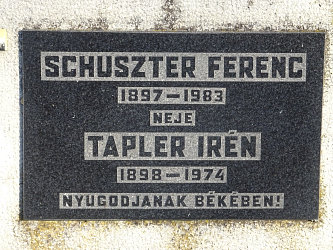 SCHUSZTER FERENC
1897-1983
NEJE
TAPLER IRÉN
1898-1974
NYUGODJANAK BÉKÉBEN!